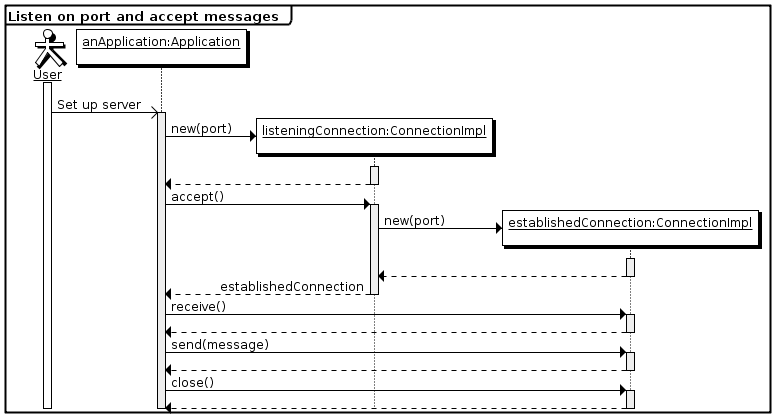 Listen on port and accept messages
anApplication:Application
User
Set up server
new(port)
listeningConnection:ConnectionImpl
accept()
new(port)
establishedConnection:ConnectionImpl
establishedConnection
receive()
send(message)
close()